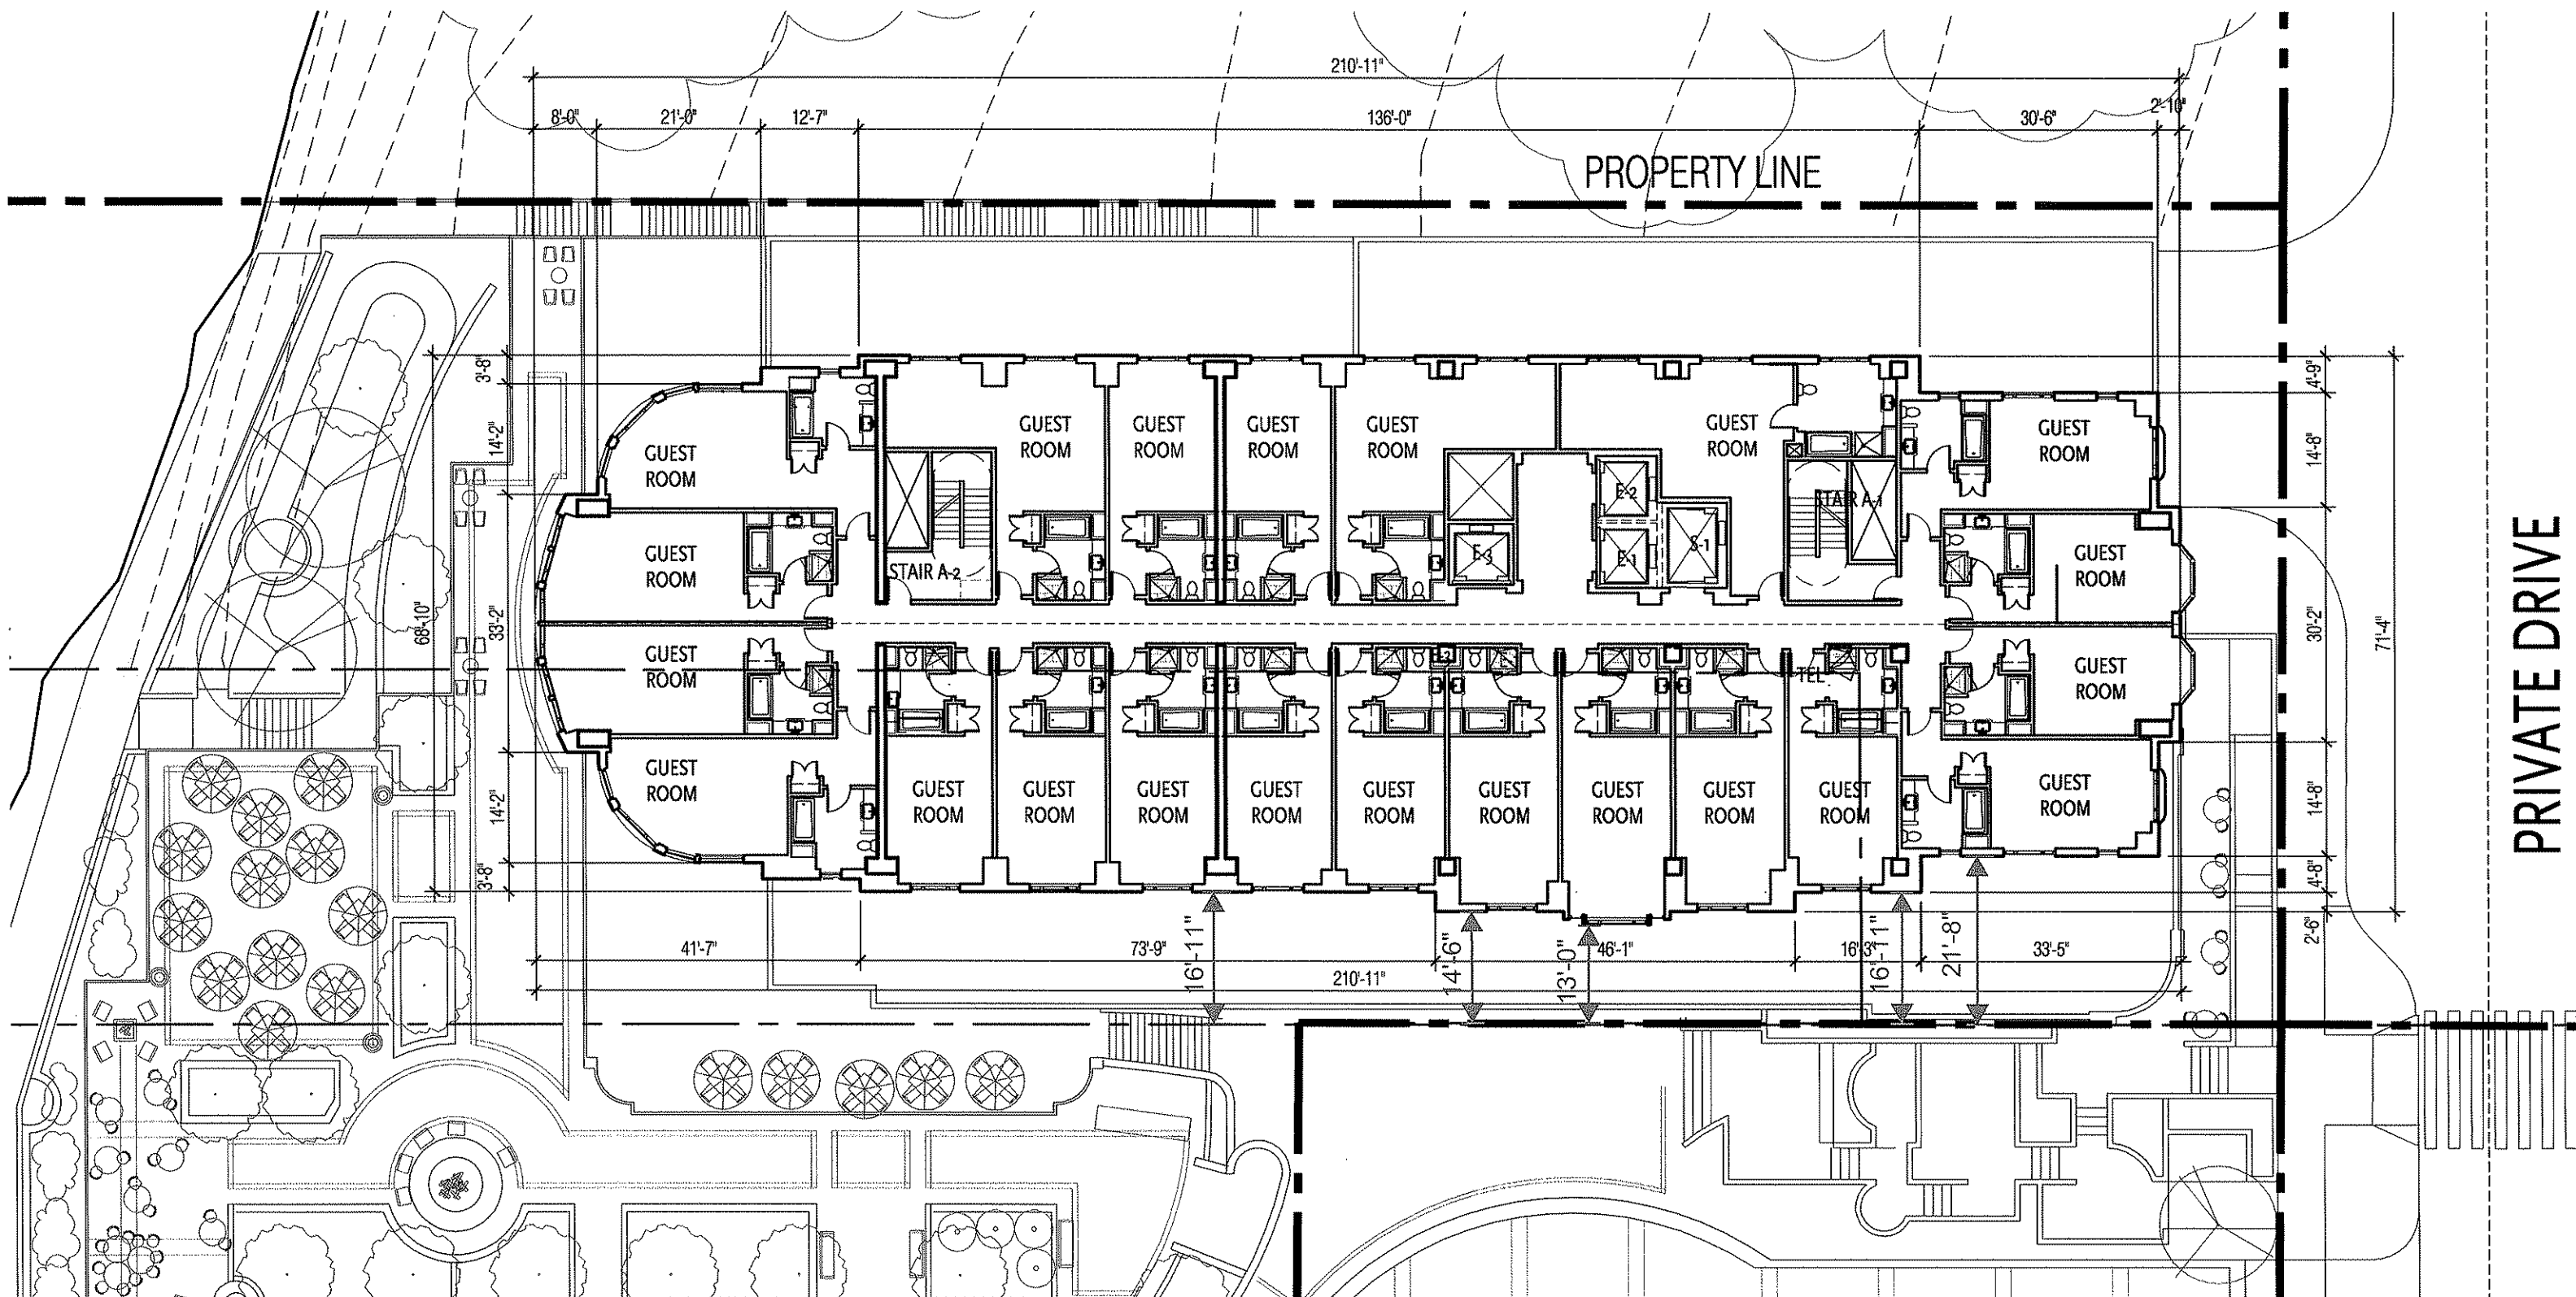 210'-11"
8'-0"
21'-0"
12'-7"
136'-0"
30'-6"
2'-10"
PROPERTY LINE
3'-8"
14'-2"
68'-10"
33'-2"
14'-2"
3'-8"
GUEST
ROOM
GUEST
ROOM
GUEST
ROOM
GUEST
ROOM
GUEST
ROOM
GUEST
ROOM
GUEST
ROOM
GUEST
ROOM
GUEST
ROOM
GUEST
ROOM
GUEST
ROOM
GUEST
ROOM
GUEST
ROOM
STAIR A-2
E-3
E-2
E-1
S-1
STAIR A-1
TEL.
GUEST
ROOM
GUEST
ROOM
GUEST
ROOM
GUEST
ROOM
GUEST
ROOM
GUEST
ROOM
GUEST
ROOM
GUEST
ROOM
GUEST
ROOM
4'-9"
14'-8"
30'-2"
71'-4"
14'-8"
4'-8"
2'-6"
PRIVATE DRIVE
41'-7"
73'-9"
16'-11"
14'-6"
13'-0"
46'-1"
16'-3"
16'-11"
21'-8"
33'-5"
210'-11"